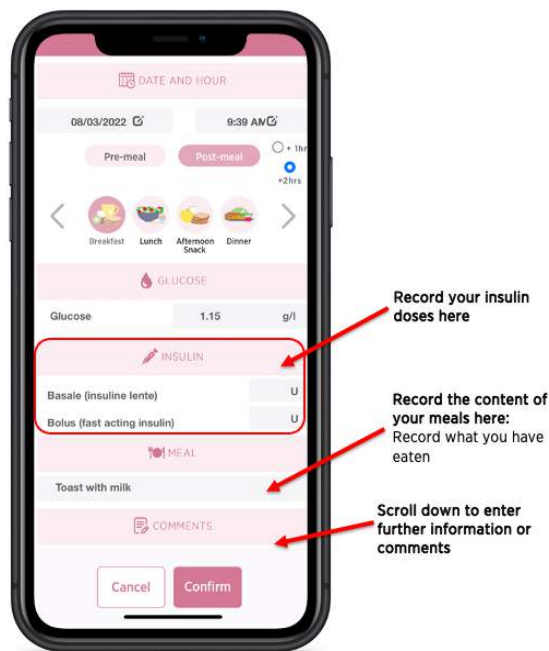 DATE AND HOUR
08/03/2022
9:39 AM
Pre-meal
Post-meal
+ 1hr
+2hrs
Breakfast
Lunch
Afternoon
Snack
Dinner
GLUCOSE
Glucose
1.15
g/l
INSULIN
Basale (insuline lente)
U
Bolus (fast acting insulin)
U
MEAL
Toast with milk
COMMENTS
Cancel
Confirm
Record your insulin
doses here
Record the content of
your meals here:
Record what you have
eaten
Scroll down to enter
further information or
comments